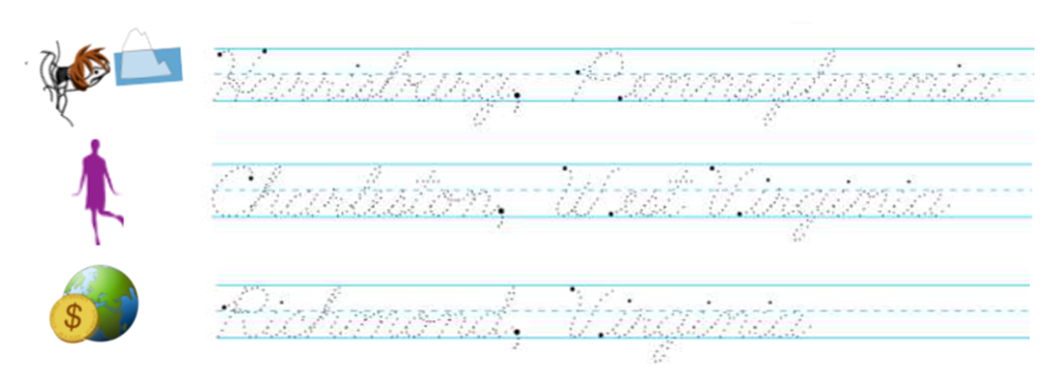 Harrisburg, Pennsylvania
Charleston, West Virginia
$
Richmond, Virginia